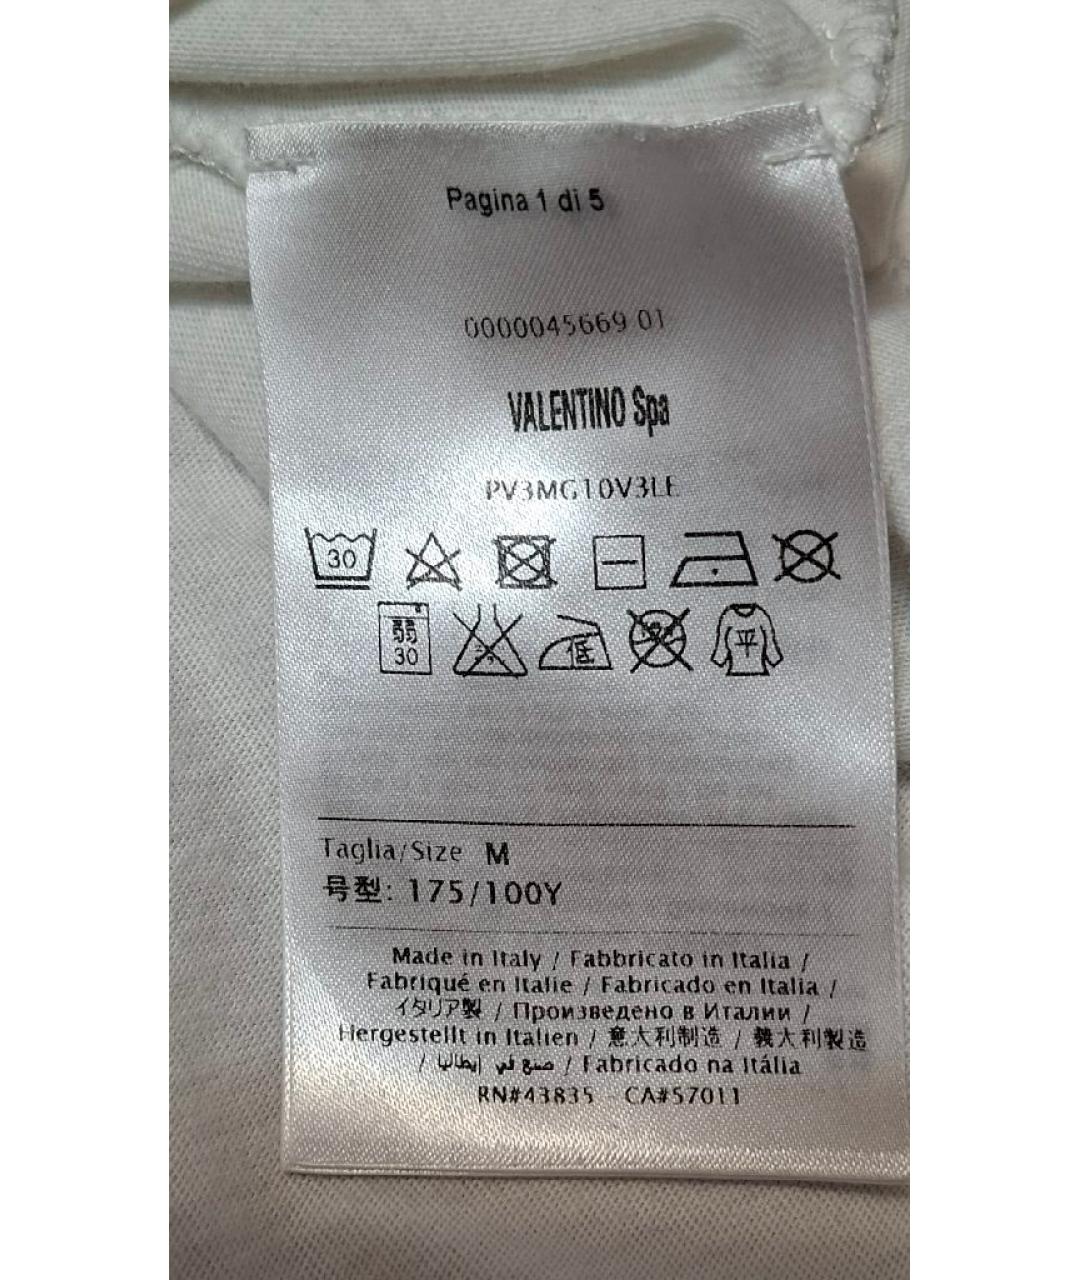 Pagina 1 di 5
0000045669 01
VALENTINO Spa
PV3MG10V3LE
30
弱
30
低
平
Taglia/Size M
号型: 175/100Y
Made in Italy / Fabbricato in Italia /
Fabriqué en Italie / Fabricado en Italia /
イタリア製 / Произведено в Италии /
Hergestellt in Italien / 意大利制造 / 義大利製造
/ صنع في إيطاليا / Fabricado na Itália
RN#43835 - CA#57011